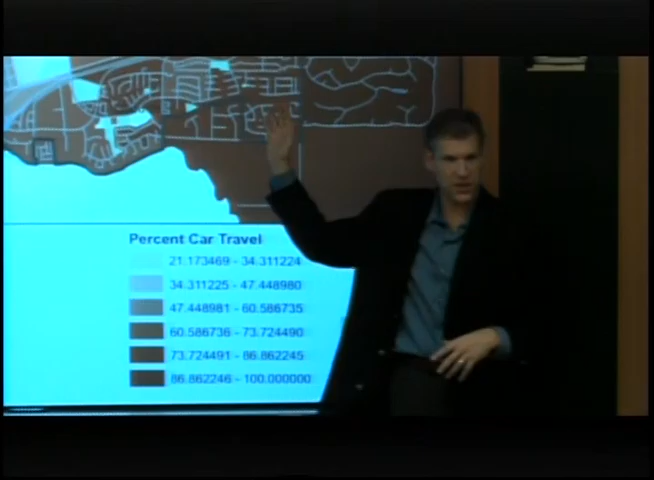 Percent Car Travel
21.173469 - 34.311224
34.311225 - 47.448980
47.448981 - 60.586735
60.586736 - 73.724490
73.724491 - 86.862245
86.862246 - 100.000000